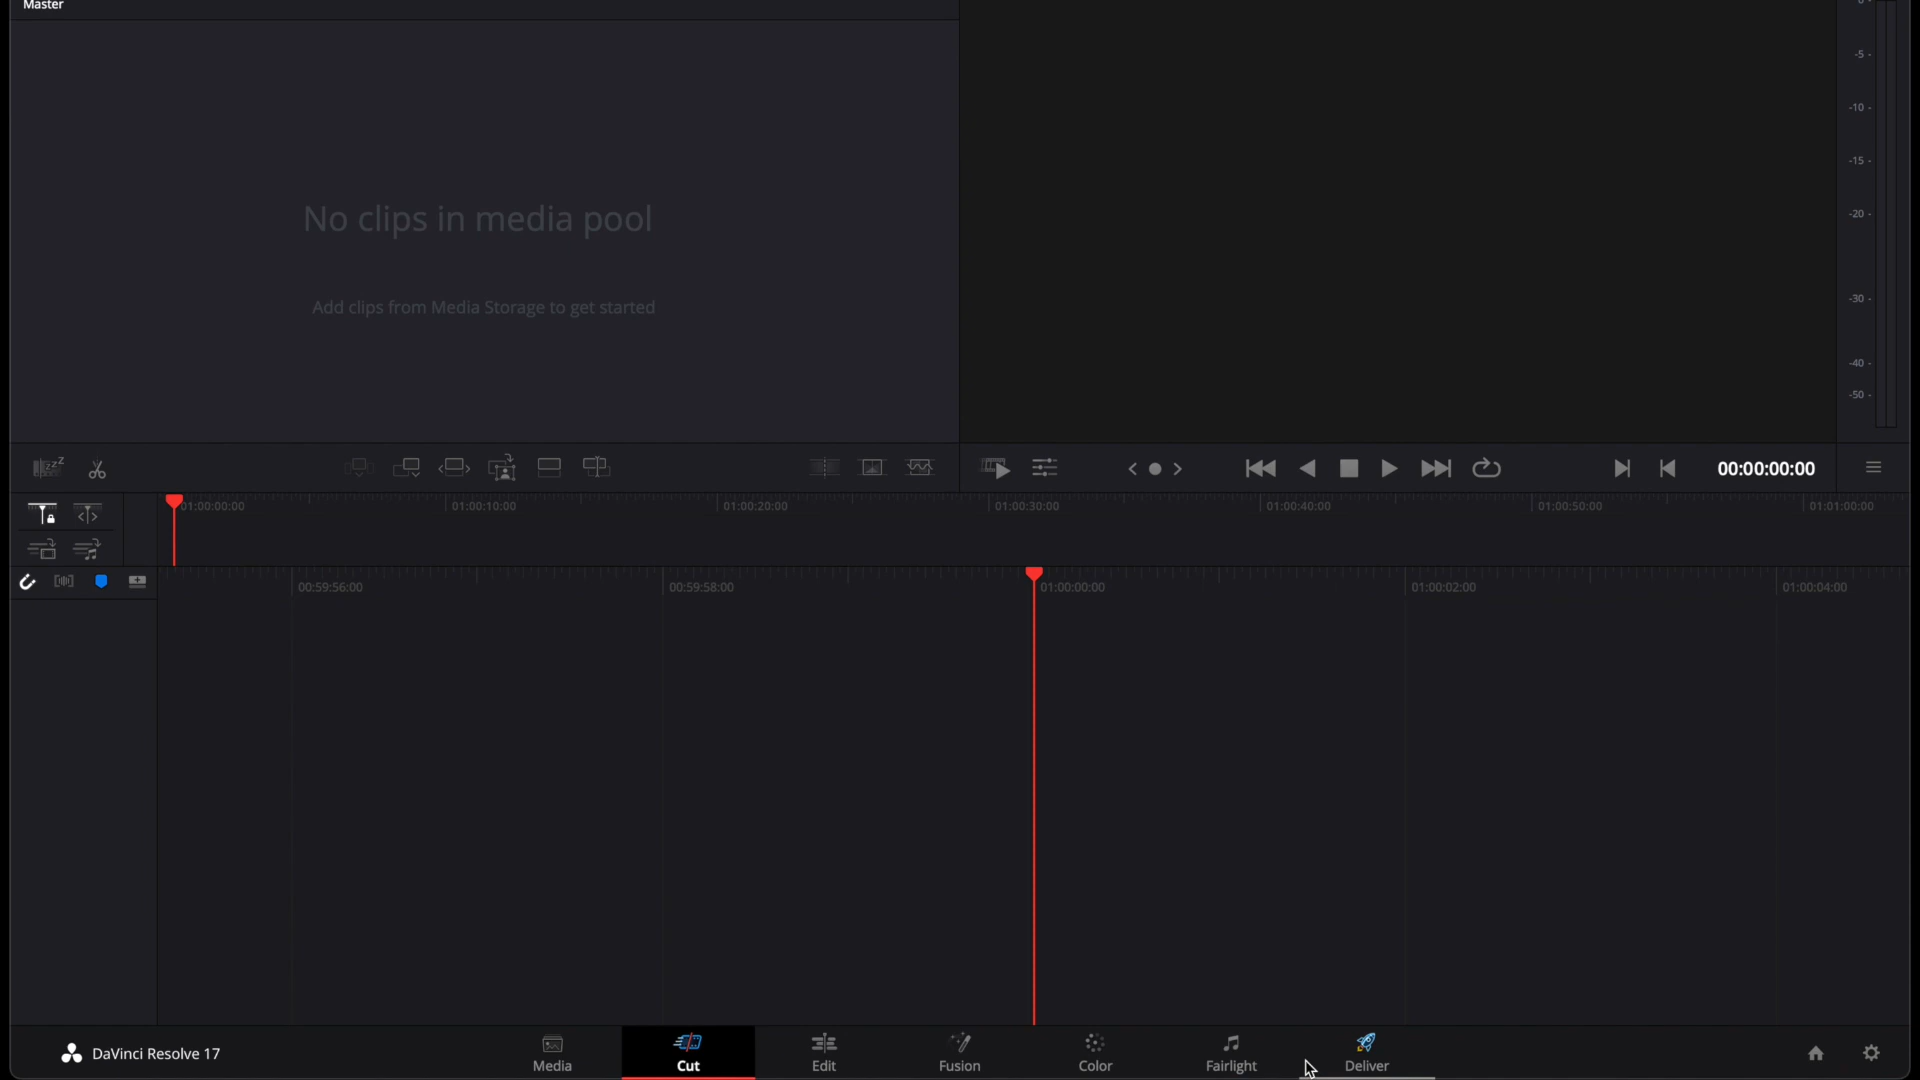 Master
0 -
-5 -
-10 -
-15 -
-20 -
-30 -
-40 -
-50 -
No clips in media pool
Add clips from Media Storage to get started
zzZ
00:00:00:00
01:00:00:00 01:00:10:00 01:00:20:00 01:00:30:00 01:00:40:00 01:00:50:00 01:01:00:00
00:59:56:00 00:59:58:00 01:00:00:00 01:00:02:00 01:00:04:00
DaVinci Resolve 17
Media Cut Edit Fusion Color Fairlight Deliver